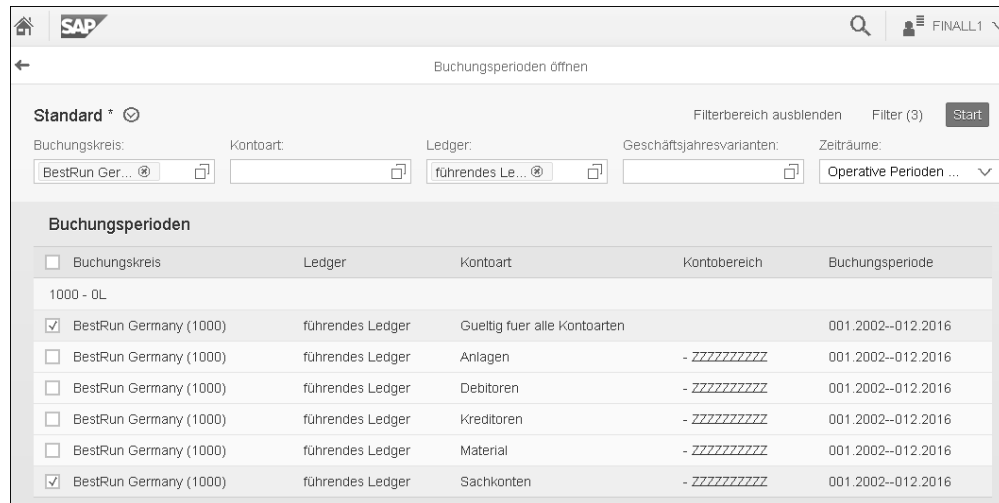 SAP FINALL1
Buchungsperioden öffnen
Standard * Filterbereich ausblenden Filter (3) Start
Buchungskreis: Kontoart: Ledger: Geschäftsjahresvarianten: Zeiträume:
BestRun Ger... führendes Le... Operative Perioden ...
Buchungsperioden
Buchungskreis Ledger Kontoart Kontobereich Buchungsperiode
1000 - 0L
BestRun Germany (1000) führendes Ledger Gueltig fuer alle Kontoarten 001.2002--012.2016
BestRun Germany (1000) führendes Ledger Anlagen - ZZZZZZZZZZ 001.2002--012.2016
BestRun Germany (1000) führendes Ledger Debitoren - ZZZZZZZZZZ 001.2002--012.2016
BestRun Germany (1000) führendes Ledger Kreditoren - ZZZZZZZZZZ 001.2002--012.2016
BestRun Germany (1000) führendes Ledger Material - ZZZZZZZZZZ 001.2002--012.2016
BestRun Germany (1000) führendes Ledger Sachkonten - ZZZZZZZZZZ 001.2002--012.2016